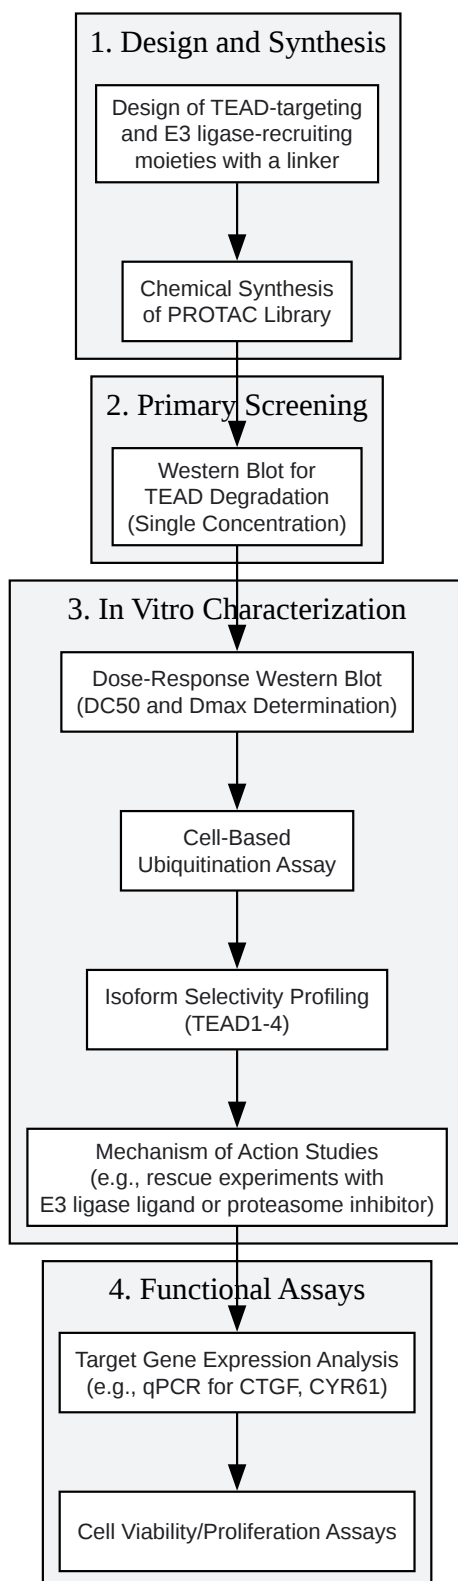 1. Design and Synthesis
Design of TEAD-targeting
and E3 ligase-recruiting
moieties with a linker
Chemical Synthesis
of PROTAC Library
2. Primary Screening
Western Blot for
TEAD Degradation
(Single Concentration)
3. In Vitro Characterization
Dose-Response Western Blot
(DC50 and Dmax Determination)
Cell-Based
Ubiquitination Assay
Isoform Selectivity Profiling
(TEAD1-4)
Mechanism of Action Studies
(e.g., rescue experiments with
E3 ligase ligand or proteasome inhibitor)
4. Functional Assays
Target Gene Expression Analysis
(e.g., qPCR for CTGF, CYR61)
Cell Viability/Proliferation Assays